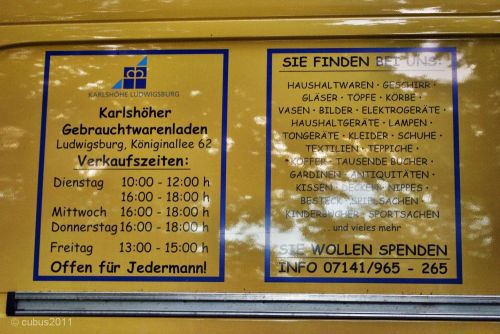 KARLSHÖHE LUDWIGSBURG
Karlshöher
Gebrauchtwarenladen
Ludwigsburg, Königinallee 62
Verkaufszeiten:
Dienstag 10:00 - 12:00 h
16:00 - 18:00 h
Mittwoch 16:00 - 18:00 h
Donnerstag 16:00 - 18:00 h
Freitag 13:00 - 15:00 h
Offen für Jedermann!
SIE FINDEN BEI UNS:
HAUSHALTWAREN · GESCHIRR ·
GLÄSER · TÖPFE · KÖRBE ·
VASEN · BILDER · ELEKTROGERÄTE ·
HAUSHALTGERÄTE · LAMPEN ·
TONGERÄTE · KLEIDER · SCHUHE ·
TEXTILIEN · TEPPICHE ·
KOFFER · TAUSENDE BÜCHER ·
GARDINEN · ANTIQUITÄTEN ·
KISSEN · DECKEN · NIPPES ·
BESTECK · SPIELSACHEN ·
KINDERBÜCHER · SPORTSACHEN
... und vieles mehr
SIE WOLLEN SPENDEN
INFO 07141/965 - 265
© cubus2011